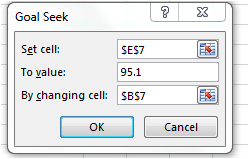 Goal Seek ? X
Set cell: $E$7
To value: 95.1
By changing cell: $B$7
OK Cancel